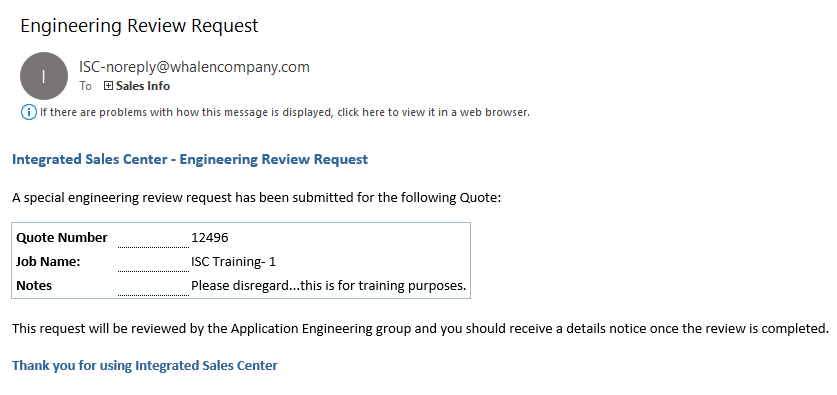 Engineering Review Request
I
ISC-noreply@whalencompany.com
To Sales Info
If there are problems with how this message is displayed, click here to view it in a web browser.
Integrated Sales Center - Engineering Review Request
A special engineering review request has been submitted for the following Quote:
Quote Number 12496
Job Name: ISC Training- 1
Notes Please disregard...this is for training purposes.
This request will be reviewed by the Application Engineering group and you should receive a details notice once the review is completed.
Thank you for using Integrated Sales Center